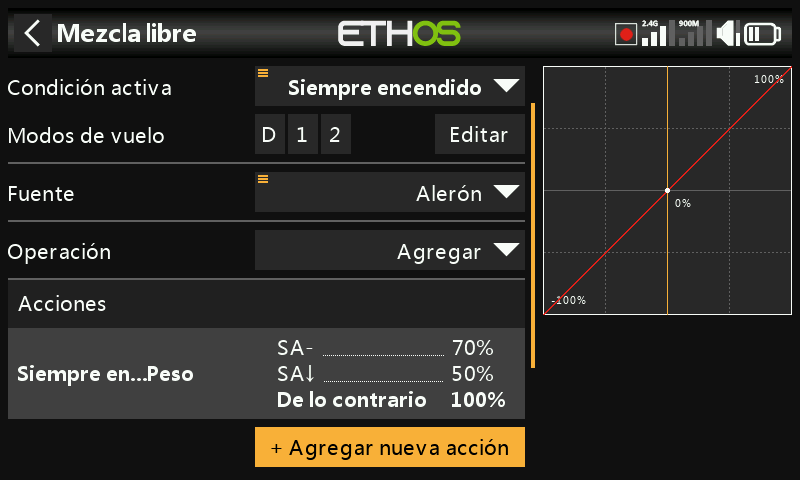 Mezcla libre
ETHOS
2.4G
900M
Condición activa
Siempre encendido
Modos de vuelo
D 1 2
Editar
Fuente
Alerón
Operación
Agregar
Acciones
Siempre en...Peso
SA- 70%
SA↓ 50%
De lo contrario 100%
+ Agregar nueva acción
100%
0%
-100%